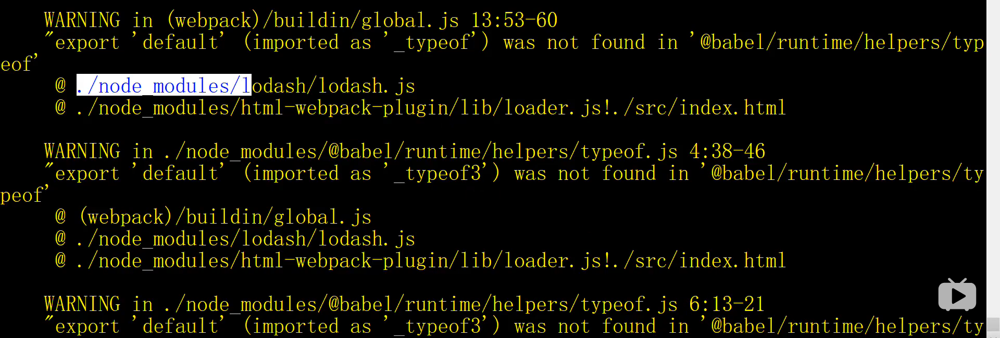 WARNING in (webpack)/buildin/global.js 13:53-60
"export 'default' (imported as '_typeof') was not found in '@babel/runtime/helpers/typ
eof'
@ ./node_modules/lodash/lodash.js
@ ./node_modules/html-webpack-plugin/lib/loader.js!./src/index.html
WARNING in ./node_modules/@babel/runtime/helpers/typeof.js 4:38-46
"export 'default' (imported as '_typeof3') was not found in '@babel/runtime/helpers/ty
peof'
@ (webpack)/buildin/global.js
@ ./node_modules/lodash/lodash.js
@ ./node_modules/html-webpack-plugin/lib/loader.js!./src/index.html
WARNING in ./node_modules/@babel/runtime/helpers/typeof.js 6:13-21
"export 'default' (imported as '_typeof3') was not found in '@babel/runtime/helpers/ty